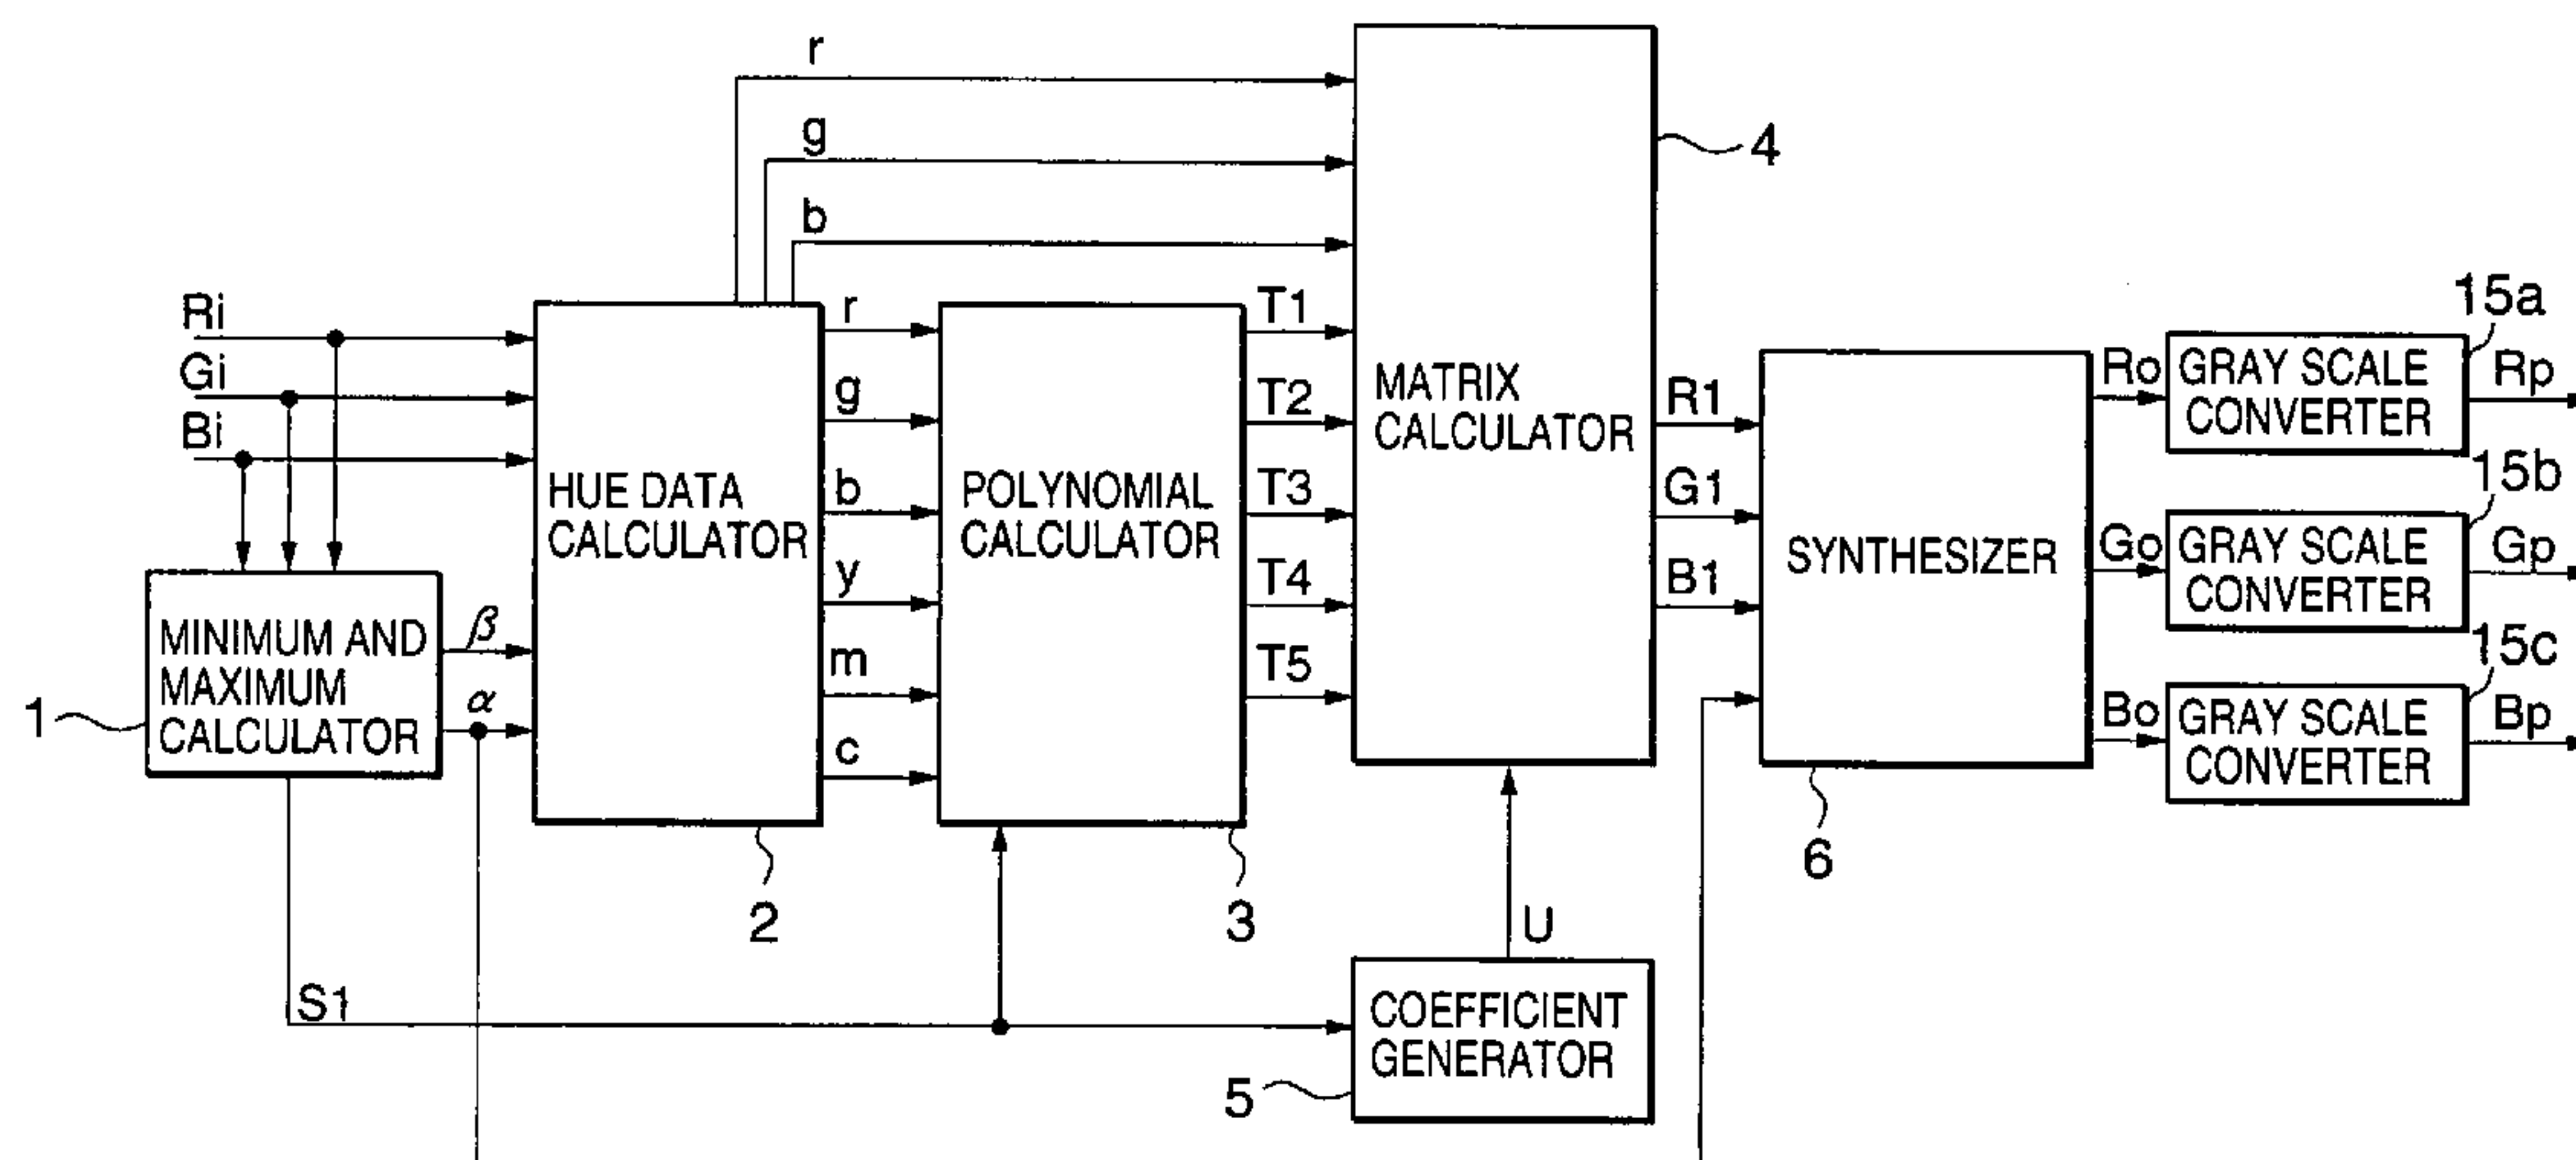 r
g
b
4
Ri
Gi
Bi
r
g
b
y
m
c
T1
T2
T3
T4
T5
HUE DATA
CALCULATOR
POLYNOMIAL
CALCULATOR
MATRIX
CALCULATOR
R1
G1
B1
SYNTHESIZER
Ro
Go
Bo
15a
GRAY SCALE
CONVERTER
Rp
15b
GRAY SCALE
CONVERTER
Gp
15c
GRAY SCALE
CONVERTER
Bp
MINIMUM AND
MAXIMUM
CALCULATOR
β
α
1
2
3
6
U
S1
COEFFICIENT
GENERATOR
5